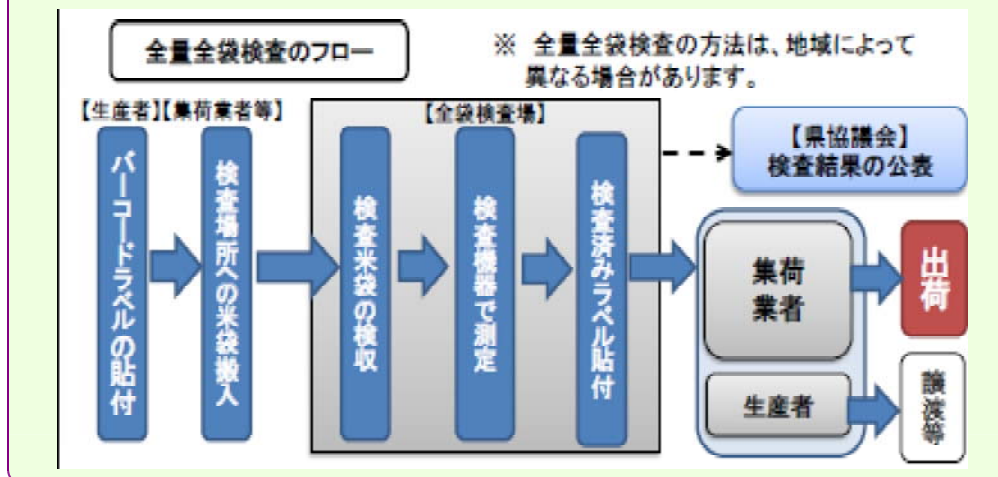 全量全袋検査のフロー
※ 全量全袋検査の方法は、地域によって
異なる場合があります。
【生産者】【集荷業者等】
【全袋検査場】
バーコードラベルの貼付
検査場所への米袋搬入
検査米袋の検収
検査機器で測定
検査済みラベル貼付
【県協議会】
検査結果の公表
集荷
業者
出荷
生産者
譲渡等